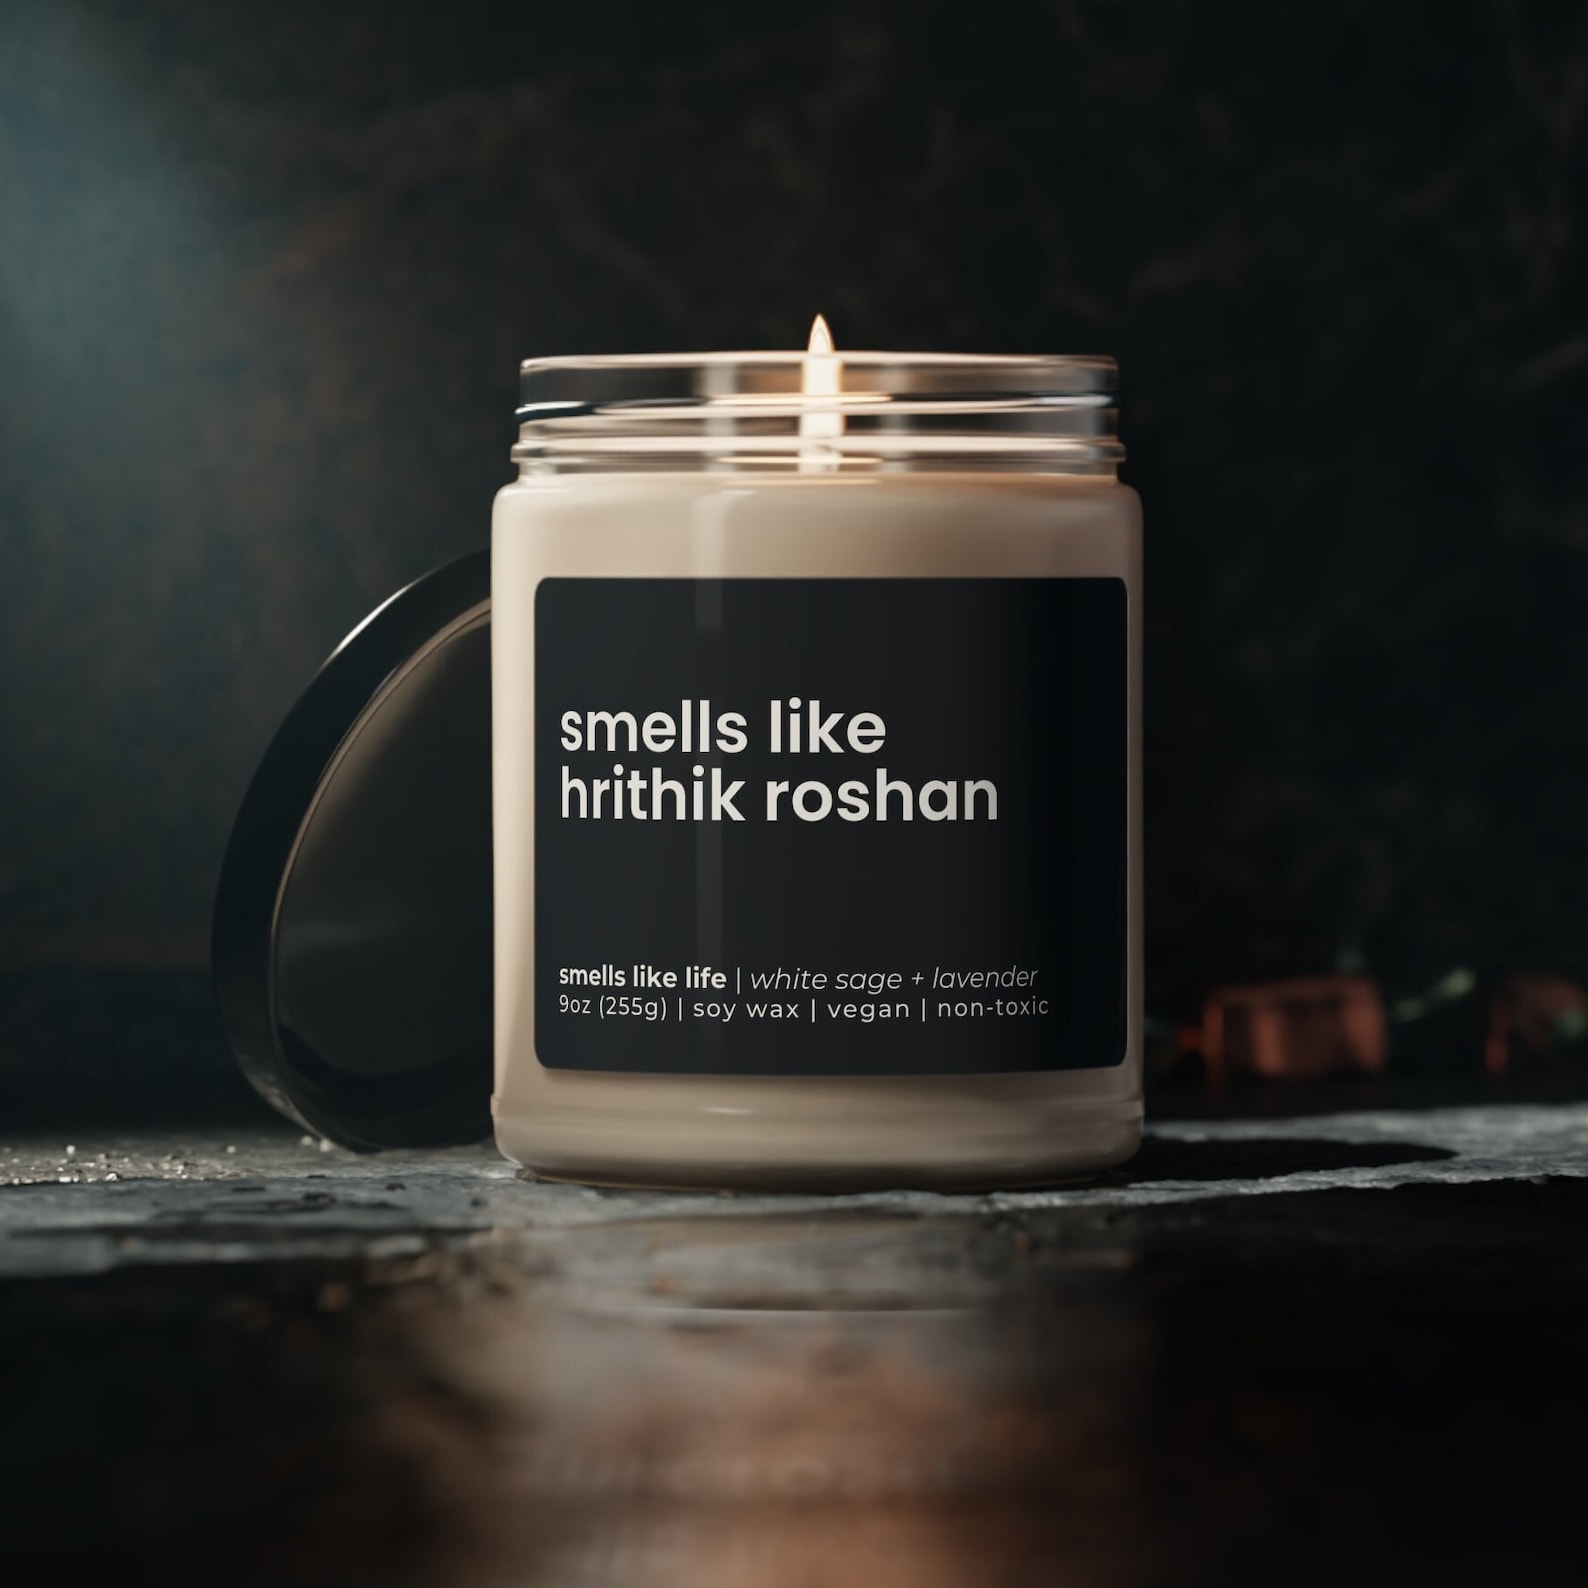 smells like
hrithik roshan
smells like life | white sage + lavender
9oz (255g) | soy wax | vegan | non-toxic